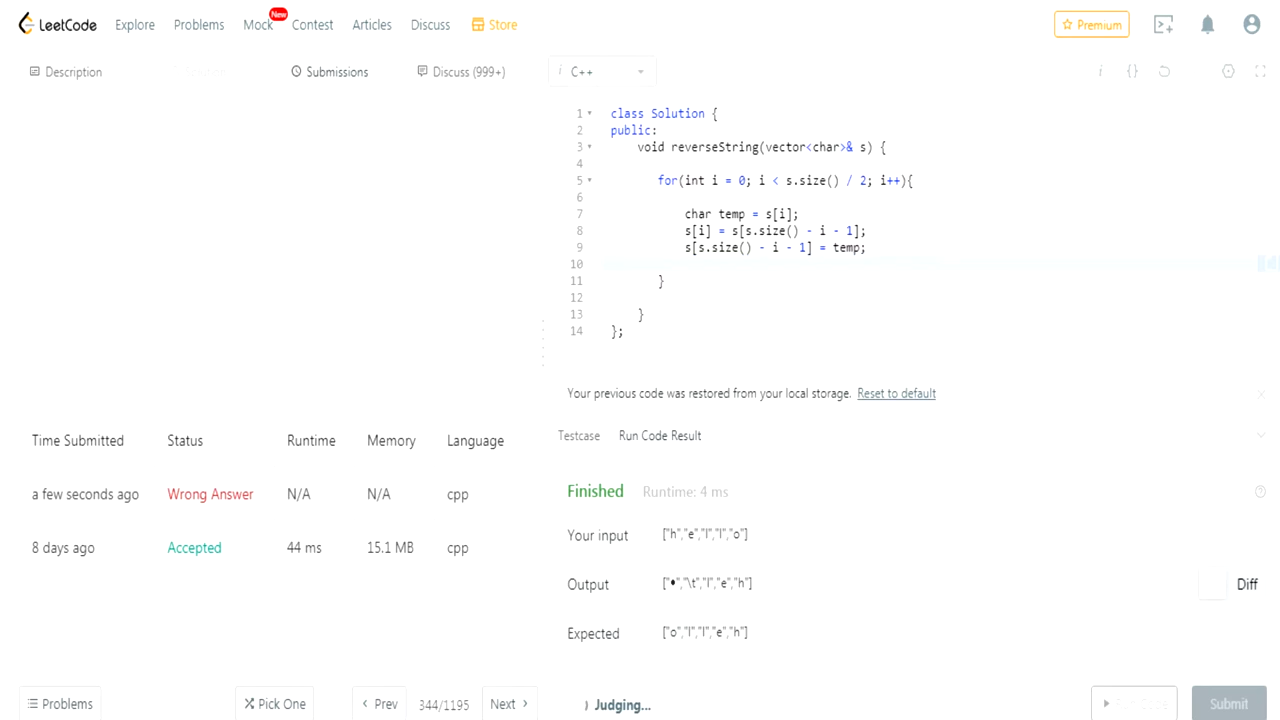 LeetCode Explore Problems Mock New Contest Articles Discuss Store Premium
Description Submissions Discuss (999+) i C++ i {}
1 class Solution {
2 public:
3 void reverseString(vector<char>& s) {
4
5 for(int i = 0; i < s.size() / 2; i++){
6
7 char temp = s[i];
8 s[i] = s[s.size() - i - 1];
9 s[s.size() - i - 1] = temp;
10
11 }
12
13 }
14 };
Your previous code was restored from your local storage. Reset to default
Time Submitted Status Runtime Memory Language
a few seconds ago Wrong Answer N/A N/A cpp
8 days ago Accepted 44 ms 15.1 MB cpp
Testcase Run Code Result
Finished Runtime: 4 ms
Your input ["h","e","l","l","o"]
Output ["♦","\t","l","e","h"]
Diff
Expected ["o","l","l","e","h"]
Problems Pick One Prev 344/1195 Next Judging... Submit